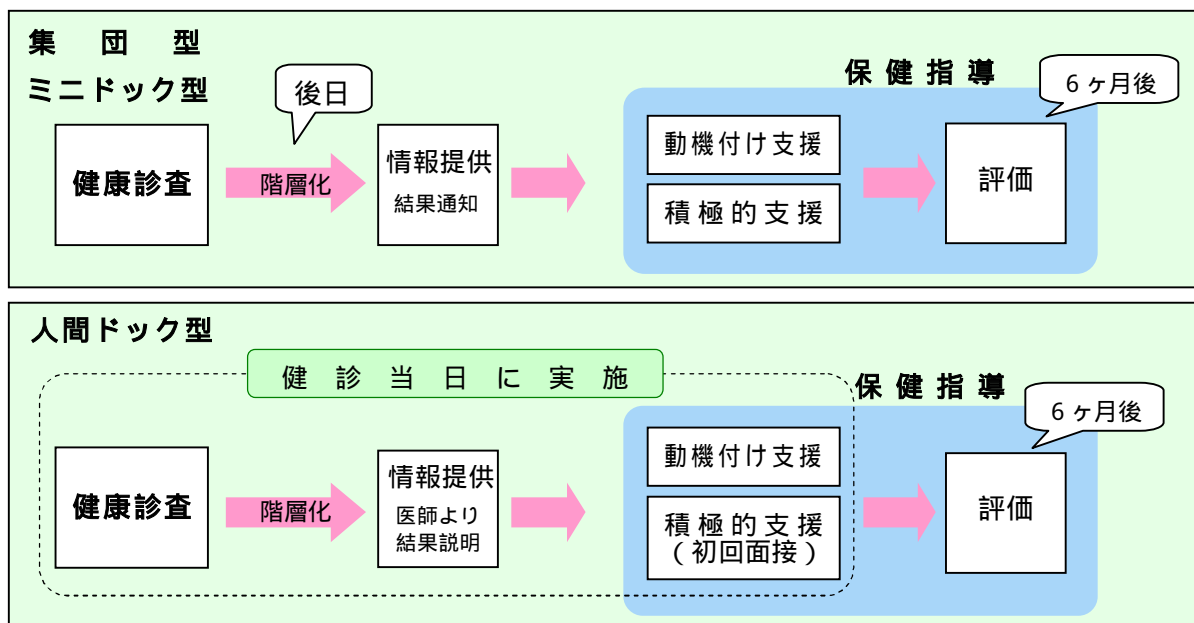 集団型
ミニドック型
後日
保健指導
6ヶ月後
健康診査
階層化
情報提供
結果通知
動機付け支援
積極的支援
評価
人間ドック型
健診当日に実施
保健指導
6ヶ月後
健康診査
階層化
情報提供
医師より
結果説明
動機付け支援
積極的支援
(初回面接)
評価